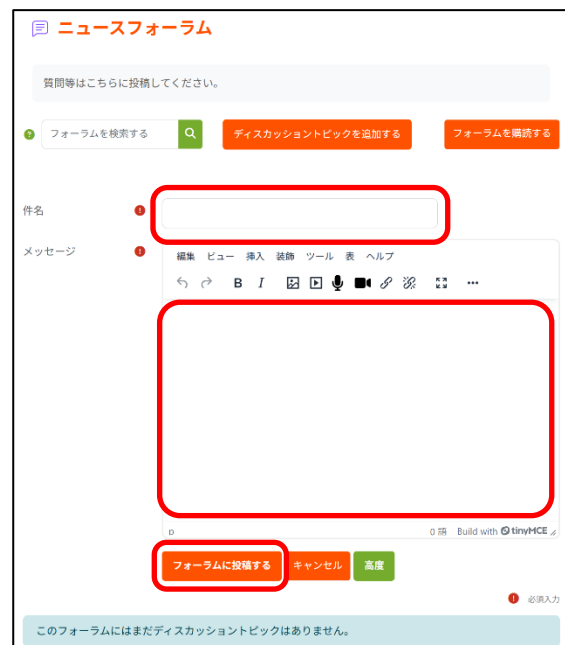 ニュースフォーラム
質問等はこちらに投稿してください。
フォーラムを検索する
ディスカッショントピックを追加する
フォーラムを購読する
件名
メッセージ
編集 ビュー 挿入 装飾 ツール 表 ヘルプ
B I
p 0 語 Build with tinyMCE
フォーラムに投稿する キャンセル 高度
必須入力
このフォーラムにはまだディスカッショントピックはありません。